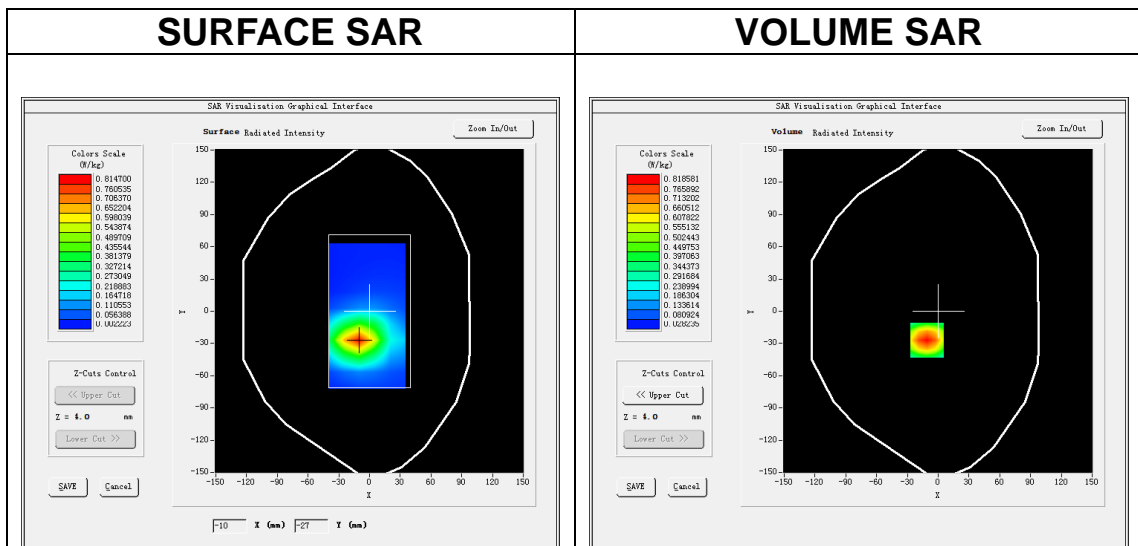 SURFACE SAR
VOLUME SAR
SAR Visualisation Graphical Interface
Surface Radiated Intensity
Zoom In/Out
Colors Scale
(W/kg)
0.814700
0.760535
0.706370
0.652204
0.598039
0.543874
0.489709
0.435544
0.381379
0.327214
0.273049
0.218883
0.164718
0.110553
0.056388
0.002223
Z-Cuts Control
<< Upper Cut
Z = 4.0 mm
Lower Cut >>
SAVE
Cancel
150
120
90
60
30
0
-30
-60
-90
-120
-150
Y
-150 -120 -90 -60 -30 0 30 60 90 120 150
X
-10 X (mm) -27 Y (mm)
SAR Visualisation Graphical Interface
Volume Radiated Intensity
Zoom In/Out
Colors Scale
(W/kg)
0.818581
0.765892
0.713202
0.660512
0.607822
0.555132
0.502443
0.449753
0.397063
0.344373
0.291684
0.238994
0.186304
0.133614
0.080924
0.028235
Z-Cuts Control
<< Upper Cut
Z = 4.0 mm
Lower Cut >>
SAVE
Cancel
150
120
90
60
30
0
-30
-60
-90
-120
-150
Y
-150 -120 -90 -60 -30 0 30 60 90 120 150
X